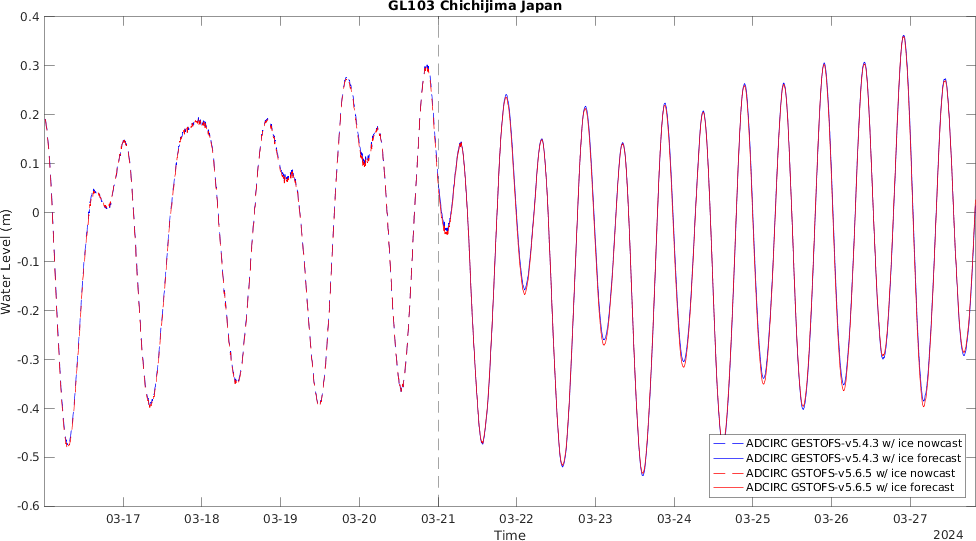 GL103 Chichijima Japan
Water Level (m)
0.4
0.3
0.2
0.1
0
-0.1
-0.2
-0.3
-0.4
-0.5
-0.6
ADCIRC GESTOFS-v5.4.3 w/ ice nowcast
ADCIRC GESTOFS-v5.4.3 w/ ice forecast
ADCIRC GSTOFS-v5.6.5 w/ ice nowcast
ADCIRC GSTOFS-v5.6.5 w/ ice forecast
03-17 03-18 03-19 03-20 03-21 03-22 03-23 03-24 03-25 03-26 03-27
Time
2024